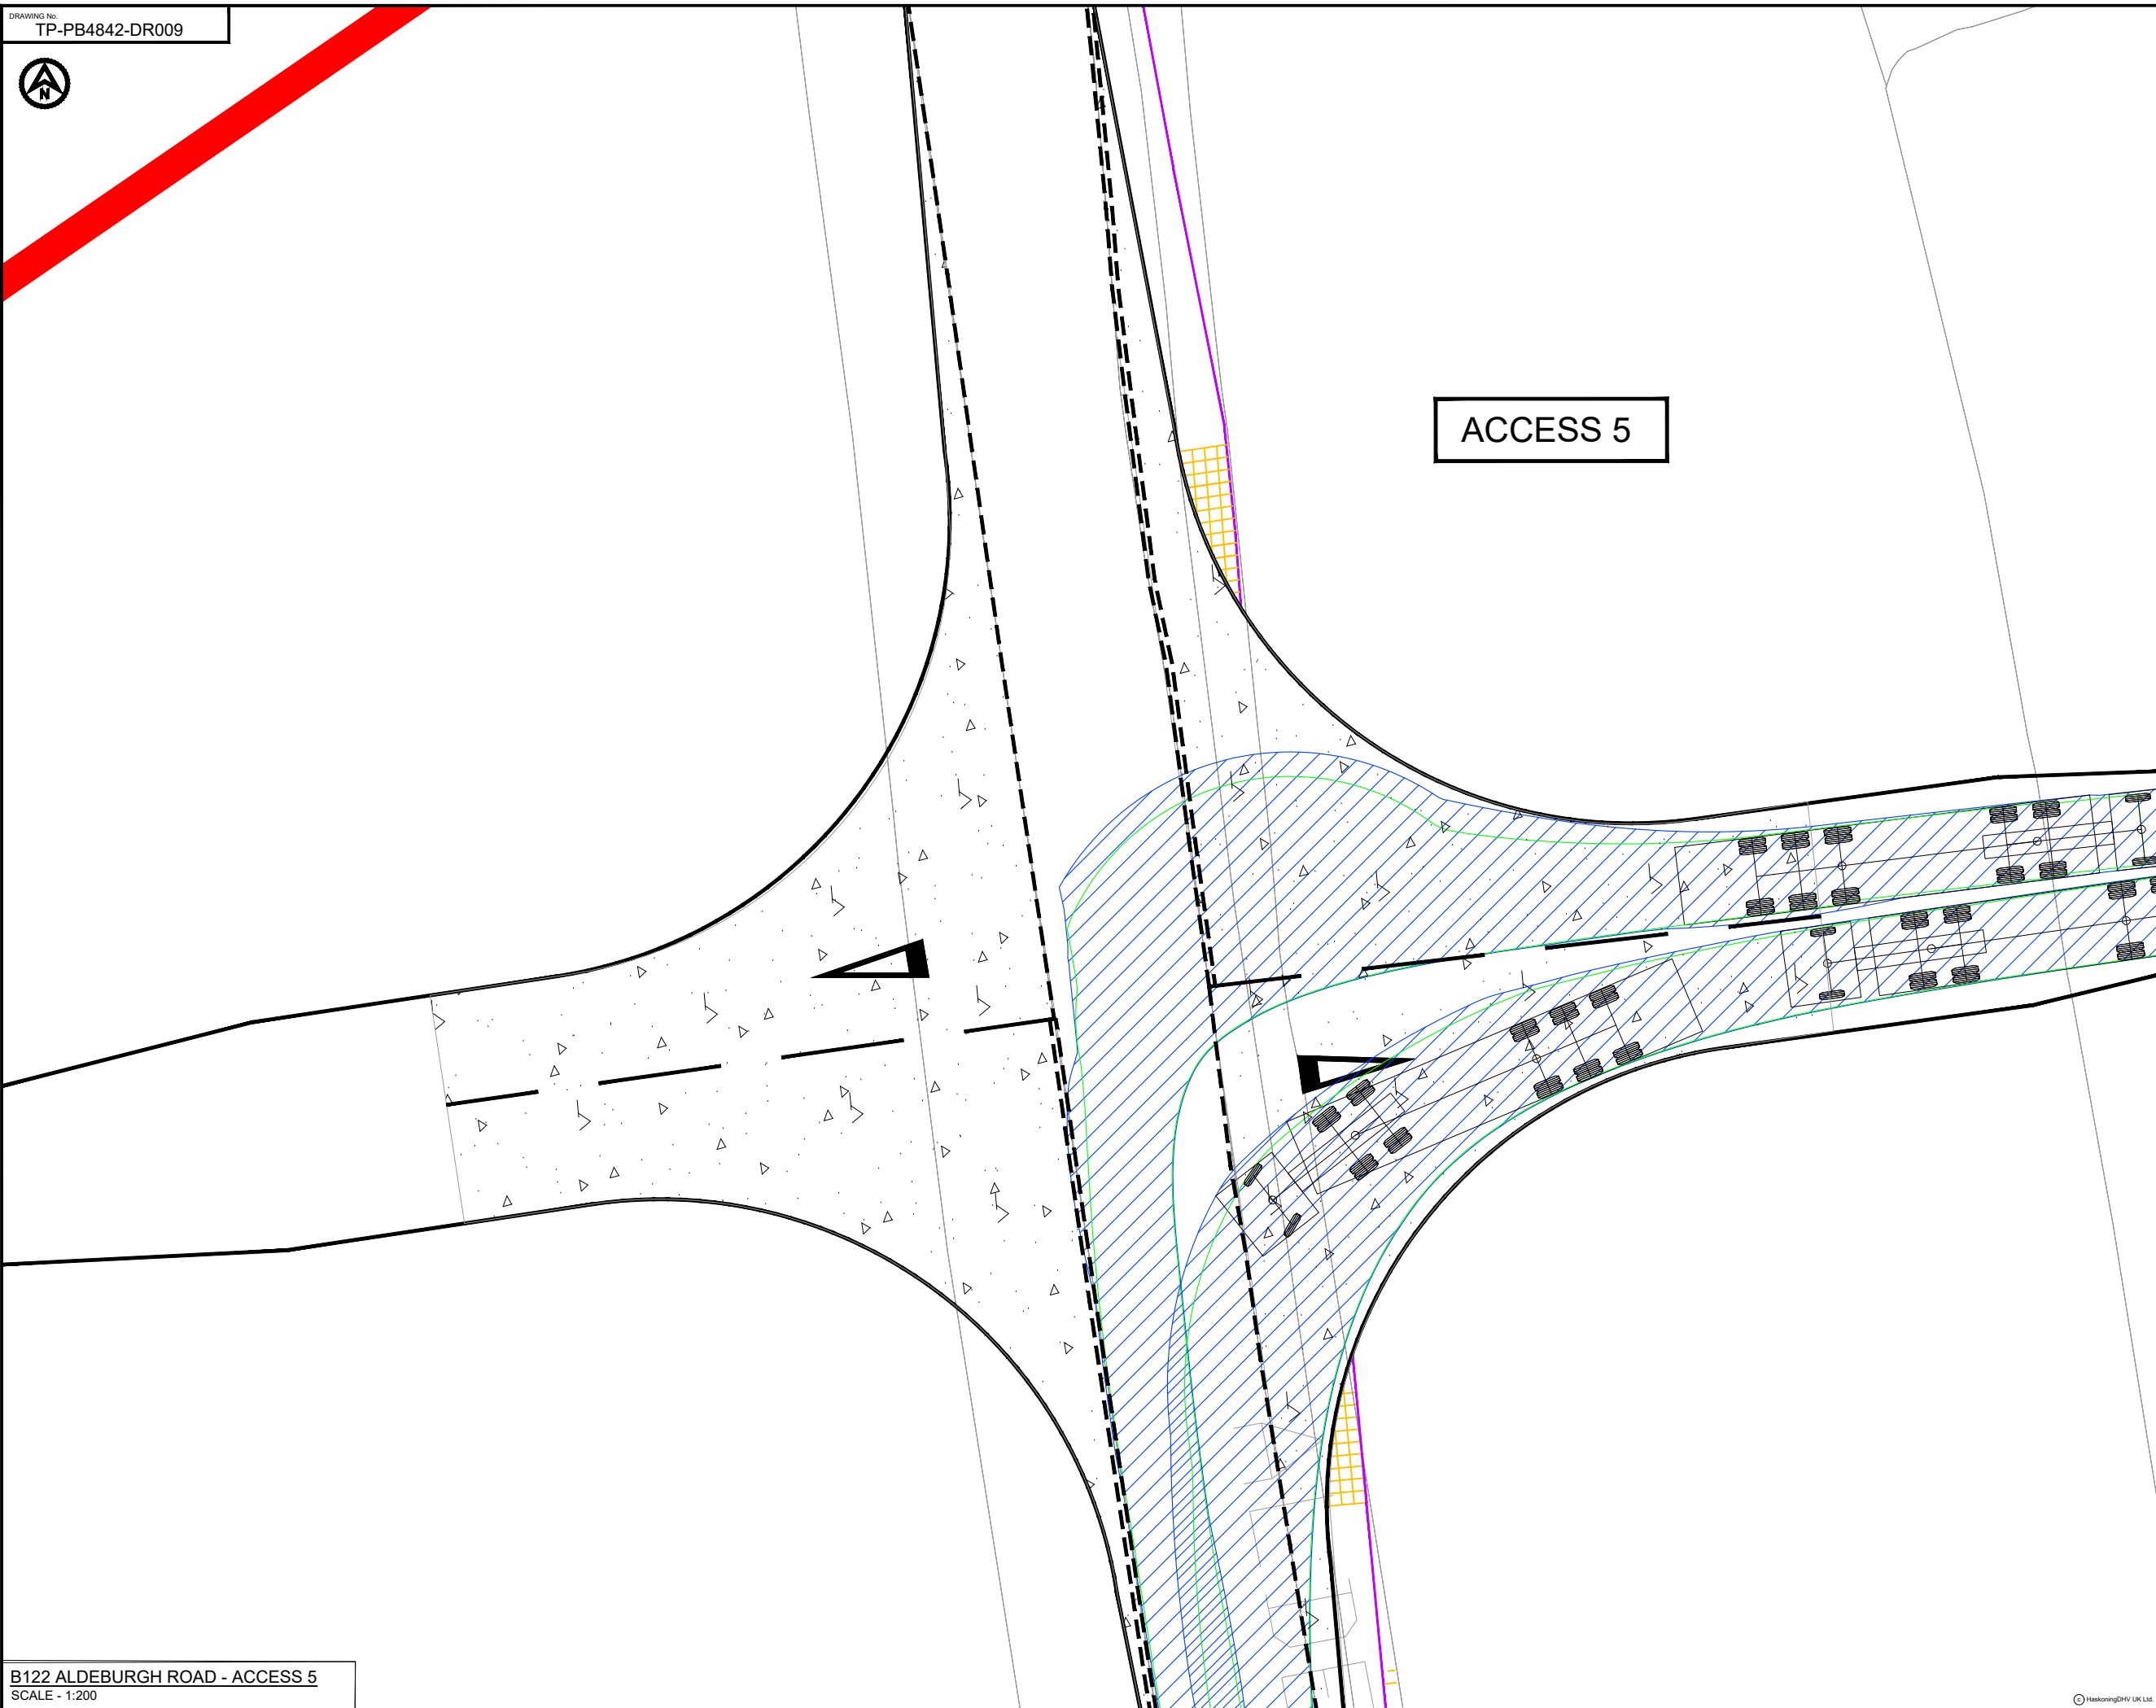 DRAWING No.
TP-PB4842-DR009
N
ACCESS 5
B122 ALDEBURGH ROAD - ACCESS 5
SCALE - 1:200
© HaskoningDHV UK Ltd.